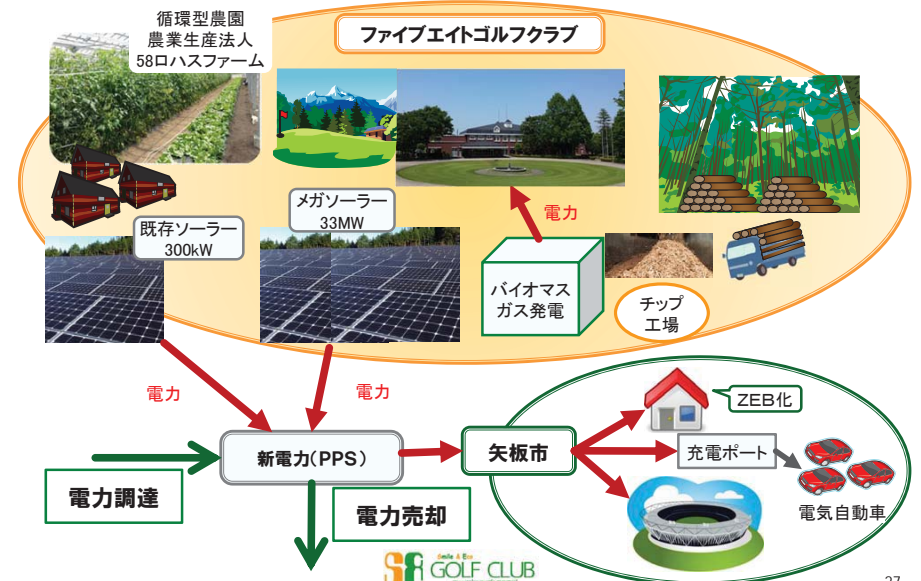 循環型農園
農業生産法人
58ロハスファーム
ファイブエイトゴルフクラブ
既存ソーラー
300kW
メガソーラー
33MW
電力
バイオマス
ガス発電
チップ
工場
電力
電力
ZEB化
新電力(PPS)
矢板市
充電ポート
電力調達
電力売却
電気自動車
Smile & Eco
GOLF CLUB
27